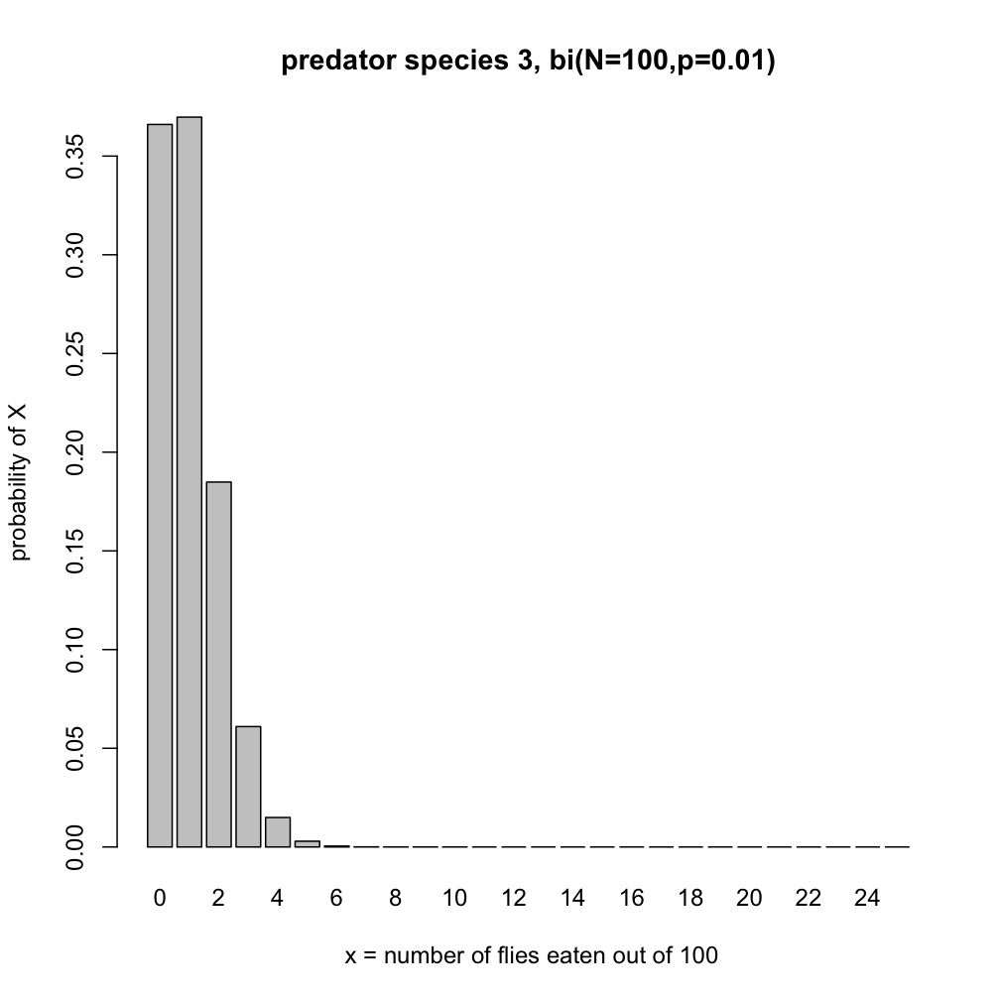 predator species 3, bi(N=100,p=0.01)
probability of X
0.35
0.30
0.25
0.20
0.15
0.10
0.05
0.00
0 2 4 6 8 10 12 14 16 18 20 22 24
x = number of flies eaten out of 100